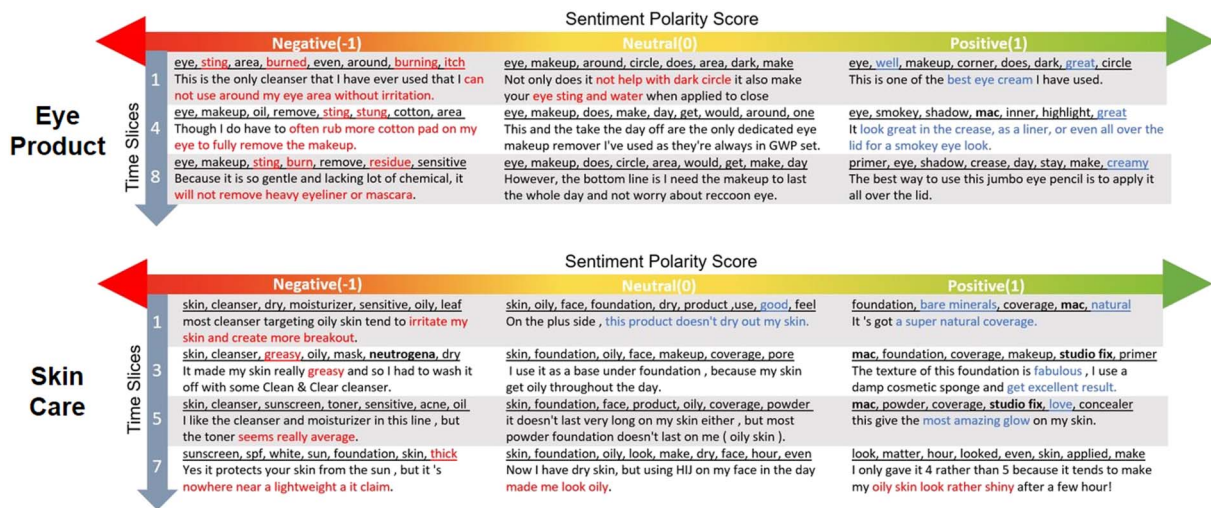 Sentiment Polarity Score
Negative(-1)
Neutral(0)
Positive(1)
Eye
Product
Time Slices
1
eye, sting, area, burned, even, around, burning, itch
This is the only cleanser that I have ever used that I can
not use around my eye area without irritation.
eye, makeup, around, circle, does, area, dark, make
Not only does it not help with dark circle it also make
your eye sting and water when applied to close
eye, well, makeup, corner, does, dark, great, circle
This is one of the best eye cream I have used.
4
eye, makeup, oil, remove, sting, stung, cotton, area
Though I do have to often rub more cotton pad on my
eye to fully remove the makeup.
eye, makeup, does, make, day, get, would, around, one
This and the take the day off are the only dedicated eye
makeup remover I've used as they're always in GWP set.
eye, smokey, shadow, mac, inner, highlight, great
It look great in the crease, as a liner, or even all over the
lid for a smokey eye look.
8
eye, makeup, sting, burn, remove, residue, sensitive
Because it is so gentle and lacking lot of chemical, it
will not remove heavy eyeliner or mascara.
eye, makeup, does, circle, area, would, get, make, day
However, the bottom line is I need the makeup to last
the whole day and not worry about reccoon eye.
primer, eye, shadow, crease, day, stay, make, creamy
The best way to use this jumbo eye pencil is to apply it
all over the lid.
Sentiment Polarity Score
Negative(-1)
Neutral(0)
Positive(1)
Skin
Care
Time Slices
1
skin, cleanser, dry, moisturizer, sensitive, oily, leaf
most cleanser targeting oily skin tend to irritate my
skin and create more breakout.
skin, oily, face, foundation, dry, product ,use, good, feel
On the plus side , this product doesn't dry out my skin.
foundation, bare minerals, coverage, mac, natural
It 's got a super natural coverage.
3
skin, cleanser, greasy, oily, mask, neutrogena, dry
It made my skin really greasy and so I had to wash it
off with some Clean & Clear cleanser.
skin, foundation, oily, face, makeup, coverage, pore
I use it as a base under foundation , because my skin
get oily throughout the day.
mac, foundation, coverage, makeup, studio fix, primer
The texture of this foundation is fabulous , I use a
damp cosmetic sponge and get excellent result.
5
skin, cleanser, sunscreen, toner, sensitive, acne, oil
I like the cleanser and moisturizer in this line , but
the toner seems really average.
skin, foundation, face, product, oily, coverage, powder
it doesn't last very long on my skin either , but most
powder foundation doesn't last on me ( oily skin ).
mac, powder, coverage, studio fix, love, concealer
this give the most amazing glow on my skin.
7
sunscreen, spf, white, sun, foundation, skin, thick
Yes it protects your skin from the sun , but it 's
nowhere near a lightweight a it claim.
skin, foundation, oily, look, make, dry, face, hour, even
Now I have dry skin, but using HIJ on my face in the day
made me look oily.
look, matter, hour, looked, even, skin, applied, make
I only gave it 4 rather than 5 because it tends to make
my oily skin look rather shiny after a few hour!